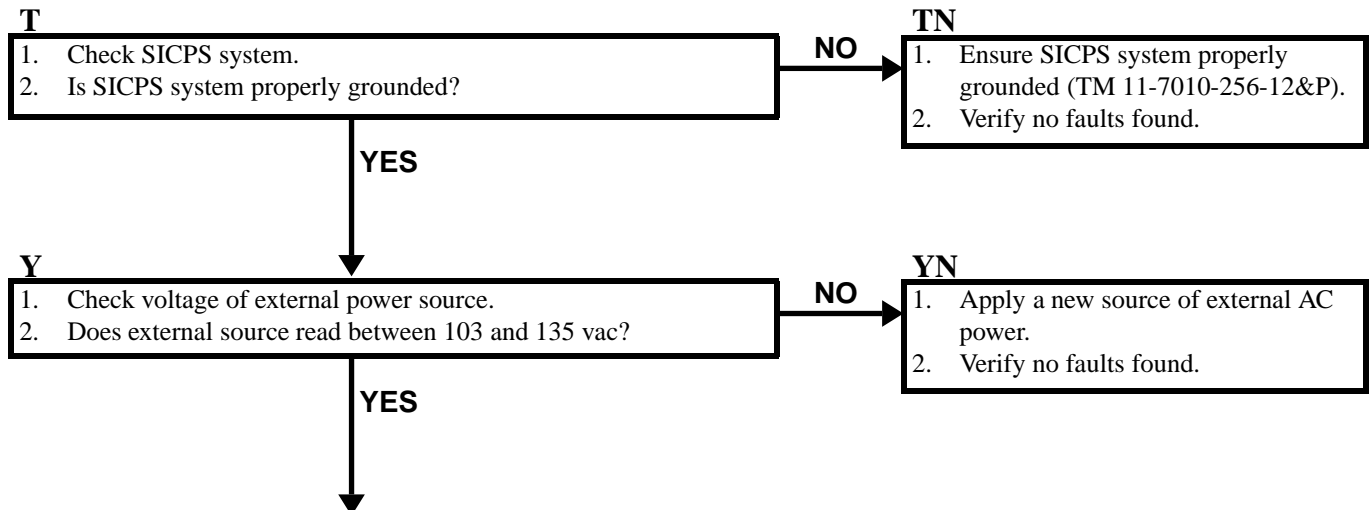 T
1. Check SICPS system.
2. Is SICPS system properly grounded?
NO
TN
1. Ensure SICPS system properly
grounded (TM 11-7010-256-12&P).
2. Verify no faults found.
YES
Y
1. Check voltage of external power source.
2. Does external source read between 103 and 135 vac?
NO
YN
1. Apply a new source of external AC
power.
2. Verify no faults found.
YES